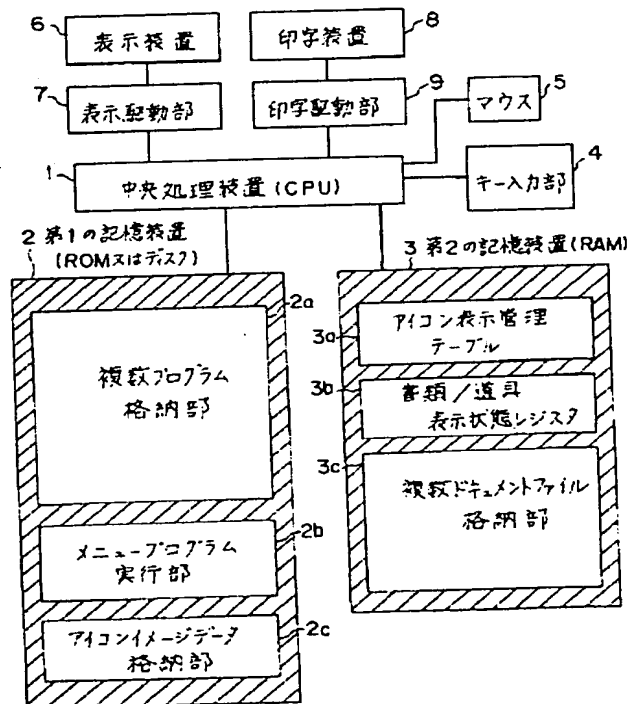 6
表示装置
8
印字装置
7
表示駆動部
9
印字駆動部
5
マウス
1
中央処理装置(CPU)
4
キー入力部
2 第1の記憶装置
(ROM又はディスク)
3 第2の記憶装置(RAM)
2a
複数プログラム
格納部
3a
アイコン表示管理
テーブル
3b
書類/道具
表示状態レジスタ
3c
複数ドキュメントファイル
格納部
2b
メニュープログラム
実行部
2c
アイコンイメージデータ
格納部